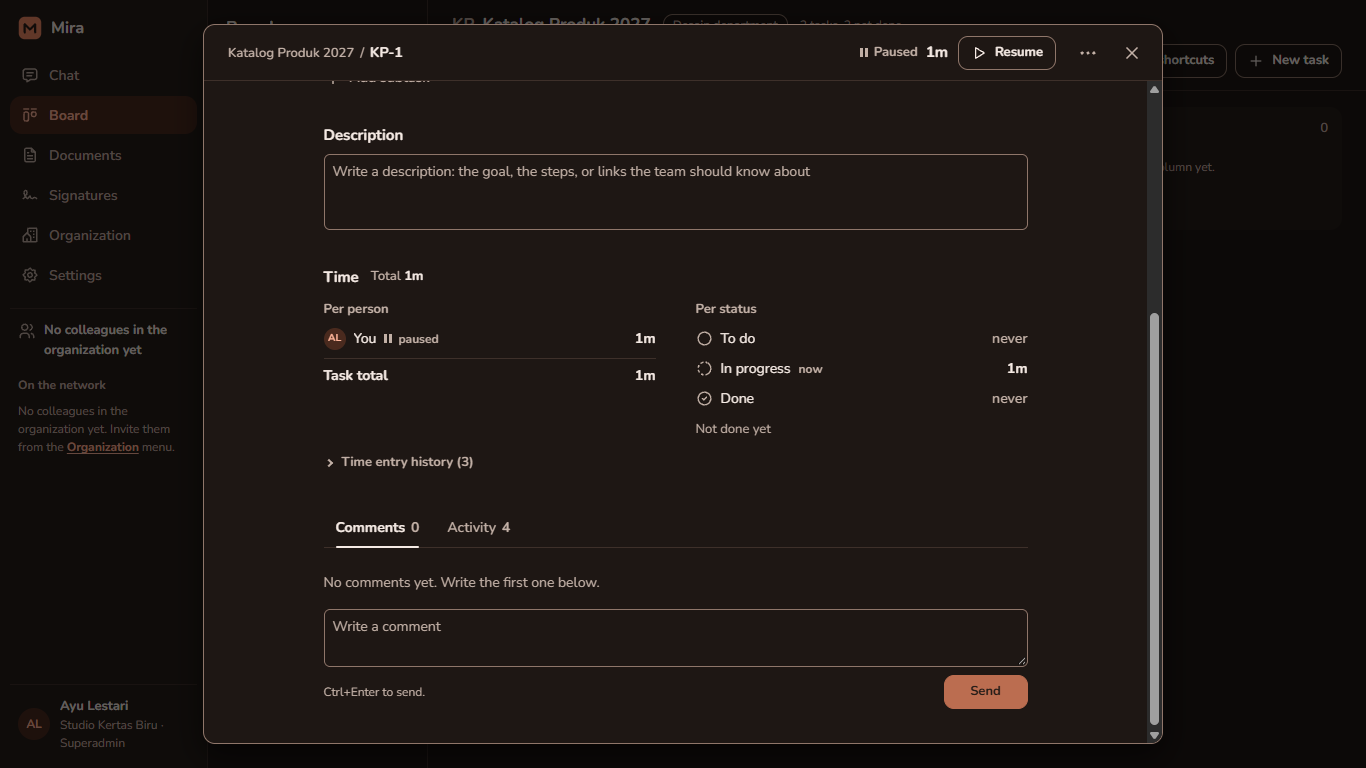 Mira
Chat
Board
Documents
Signatures
Organization
Settings
No colleagues in the
organization yet
On the network
No colleagues in the
organization yet. Invite them
from the Organization menu.
AL
Ayu Lestari
Studio Kertas Biru ·
Superadmin
Katalog Produk 2027 / KP-1
Paused 1m
Resume
New task
0
Description
Write a description: the goal, the steps, or links the team should know about
Time Total 1m
Per person
AL You paused 1m
Task total 1m
Per status
To do never
In progress now 1m
Done never
Not done yet
Time entry history (3)
Comments 0
Activity 4
No comments yet. Write the first one below.
Write a comment
Ctrl+Enter to send.
Send